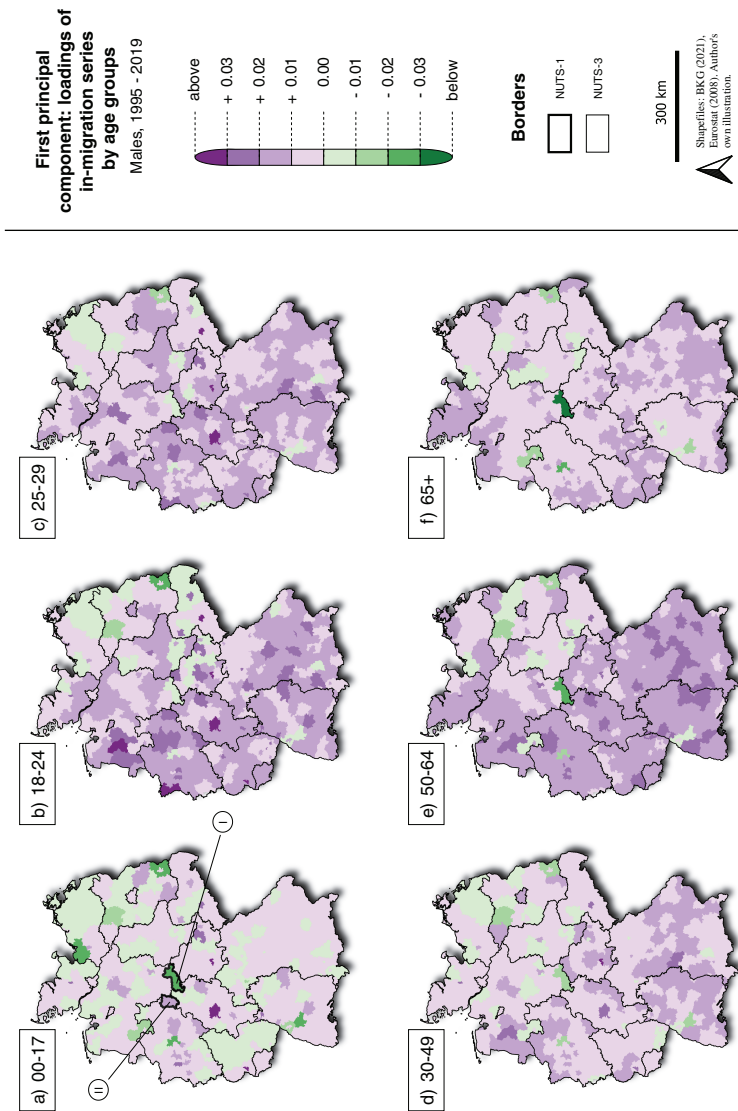 First principal
component: loadings of
in-migration series
by age groups
Males, 1995 - 2019
above
+ 0.03
+ 0.02
+ 0.01
0.00
- 0.01
- 0.02
- 0.03
below
Borders
NUTS-1
NUTS-3
300 km
Shapefiles: BKG (2021),
Eurostat (2008). Author's
own illustration.
a) 00-17
b) 18-24
c) 25-29
d) 30-49
e) 50-64
f) 65+
I
II